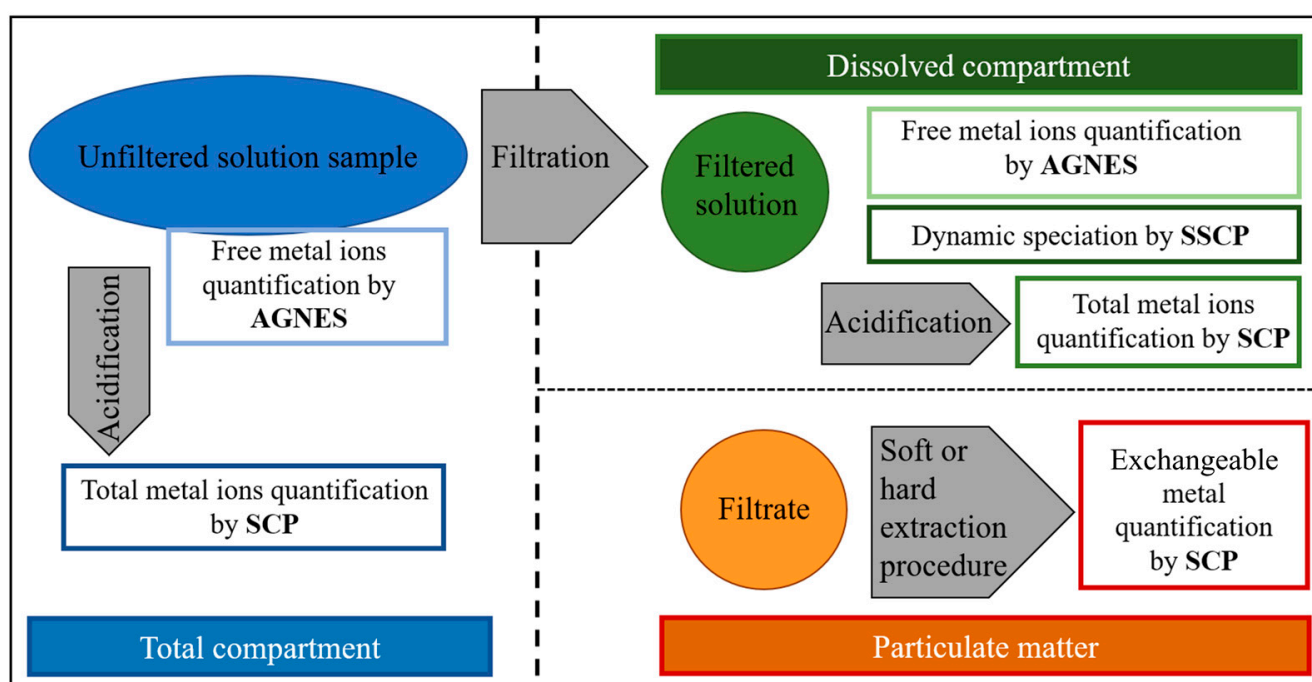 Unfiltered solution sample
Free metal ions
quantification by
AGNES
Acidification
Total metal ions quantification
by SCP
Total compartment
Filtration
Dissolved compartment
Filtered
solution
Free metal ions quantification
by AGNES
Dynamic speciation by SSCP
Acidification
Total metal ions
quantification by SCP
Filtrate
Soft or
hard
extraction
procedure
Exchangeable
metal
quantification
by SCP
Particulate matter